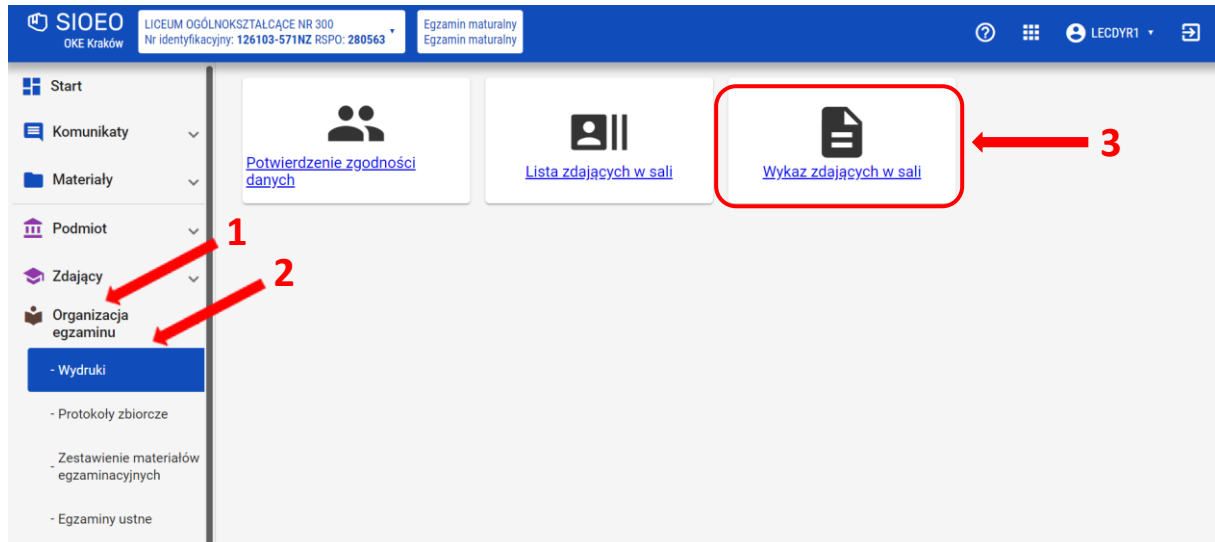 SIOEO
OKE Kraków
LICEUM OGÓLNOKSZTAŁCĄCE NR 300
Nr identyfikacyjny: 126103-571NZ RSPO: 280563
Egzamin maturalny
Egzamin maturalny
LECDYR1
Start
Komunikaty
Materiały
Podmiot
Zdający
Organizacja
egzaminu
- Wydruki
- Protokoły zbiorcze
- Zestawienie materiałów
egzaminacyjnych
- Egzaminy ustne
Potwierdzenie zgodności
danych
Lista zdających w sali
Wykaz zdających w sali
1
2
3